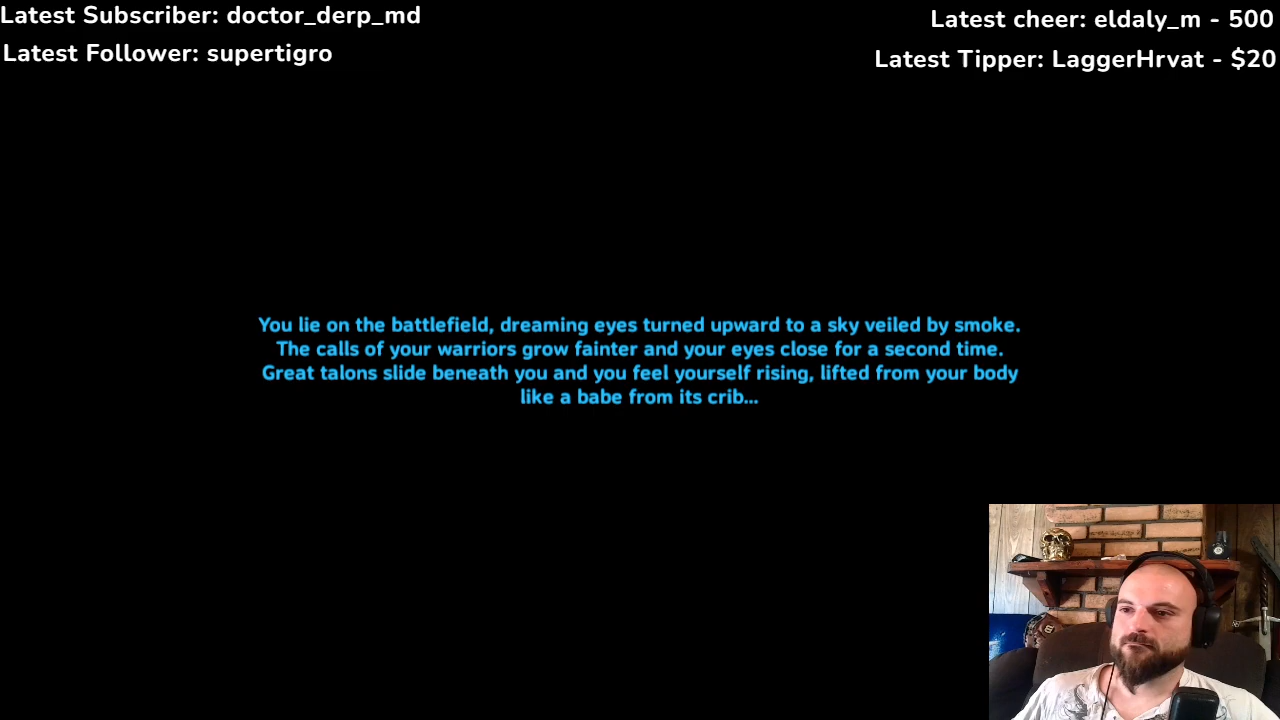 Latest Subscriber: doctor_derp_md
Latest Follower: supertigro
Latest cheer: eldaly_m - 500
Latest Tipper: LaggerHrvat - $20
You lie on the battlefield, dreaming eyes turned upward to a sky veiled by smoke.
The calls of your warriors grow fainter and your eyes close for a second time.
Great talons slide beneath you and you feel yourself rising, lifted from your body
like a babe from its crib...